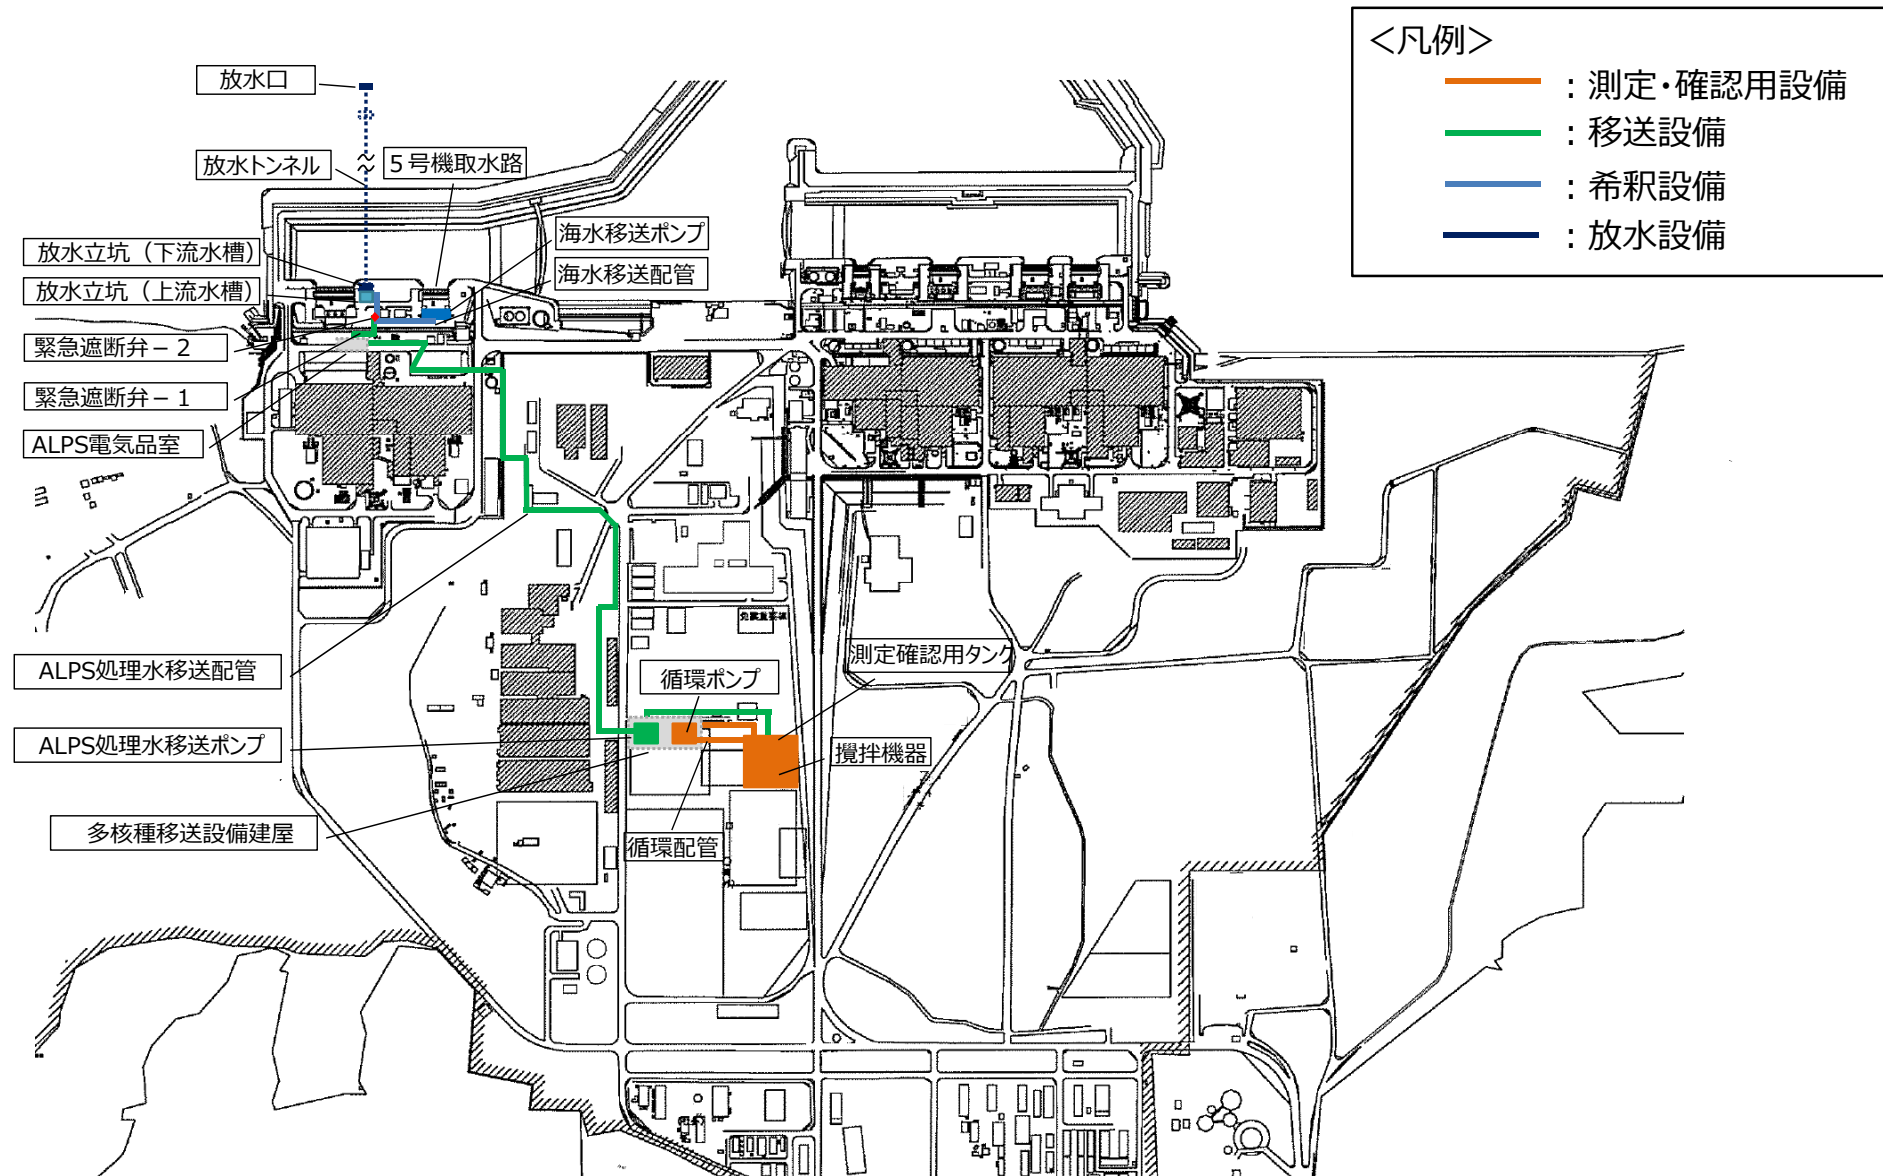 <凡例>
：測定・確認用設備
：移送設備
：希釈設備
：放水設備
放水口
放水トンネル
５号機取水路
海水移送ポンプ
海水移送配管
放水立坑（下流水槽）
放水立坑（上流水槽）
緊急遮断弁－２
緊急遮断弁－１
ALPS電気品室
ALPS処理水移送配管
ALPS処理水移送ポンプ
多核種移送設備建屋
循環ポンプ
測定確認用タンク
攪拌機器
循環配管